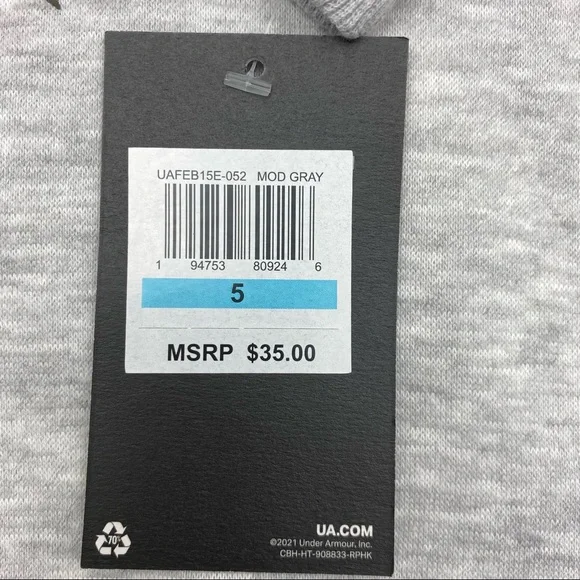 UAFEB15E-052 MOD GRAY
1 94753 80924 6
5
MSRP $35.00
70%
UA.COM
©2021 Under Armour, Inc.
CBH-HT-908833-RPHK